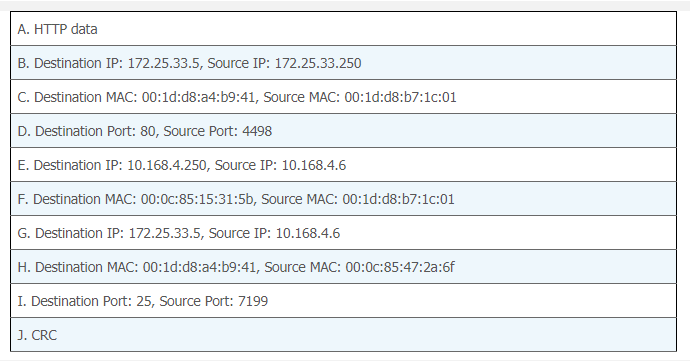 A. HTTP data
B. Destination IP: 172.25.33.5, Source IP: 172.25.33.250
C. Destination MAC: 00:1d:d8:a4:b9:41, Source MAC: 00:1d:d8:b7:1c:01
D. Destination Port: 80, Source Port: 4498
E. Destination IP: 10.168.4.250, Source IP: 10.168.4.6
F. Destination MAC: 00:0c:85:15:31:5b, Source MAC: 00:1d:d8:b7:1c:01
G. Destination IP: 172.25.33.5, Source IP: 10.168.4.6
H. Destination MAC: 00:1d:d8:a4:b9:41, Source MAC: 00:0c:85:47:2a:6f
I. Destination Port: 25, Source Port: 7199
J. CRC